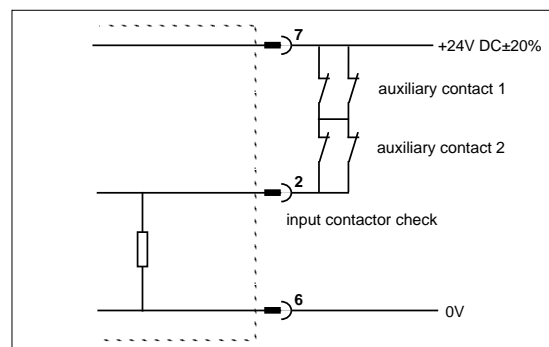 7
+24V DC±20%
auxiliary contact 1
auxiliary contact 2
2
input contactor check
6
0V